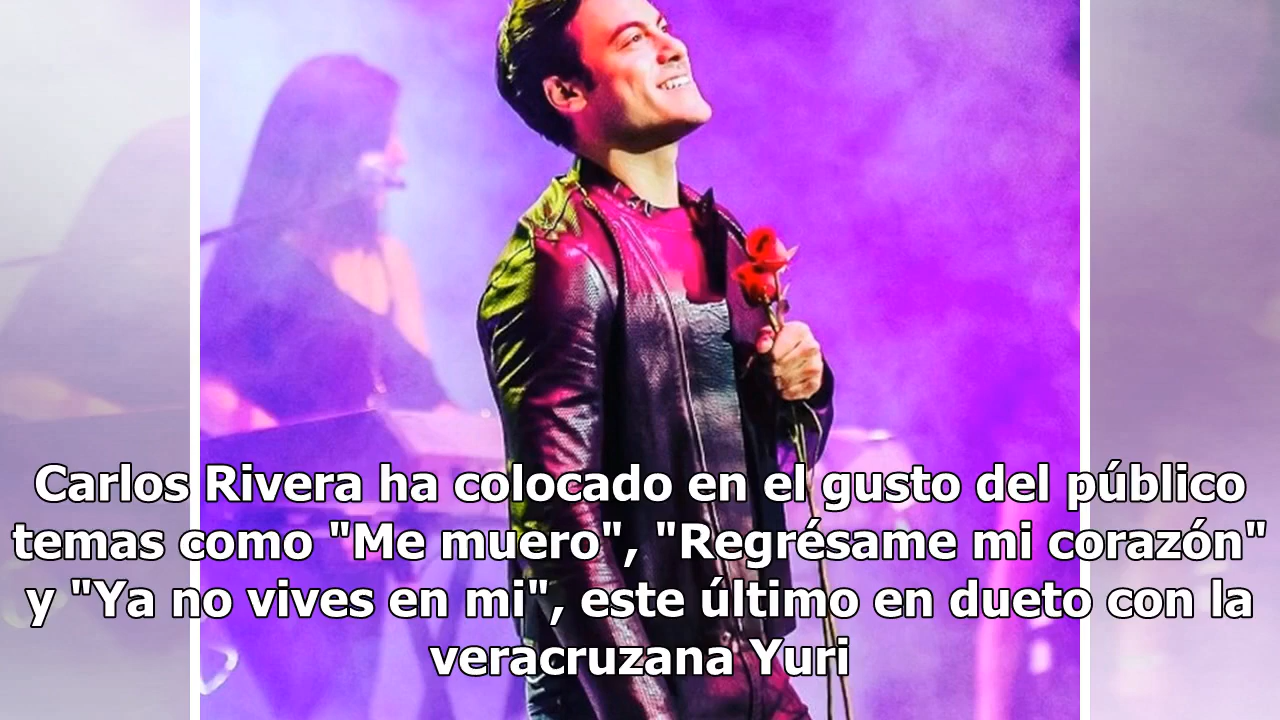 Carlos Rivera ha colocado en el gusto del público
temas como "Me muero", "Regrésame mi corazón"
y "Ya no vives en mi", este último en dueto con la
veracruzana Yuri